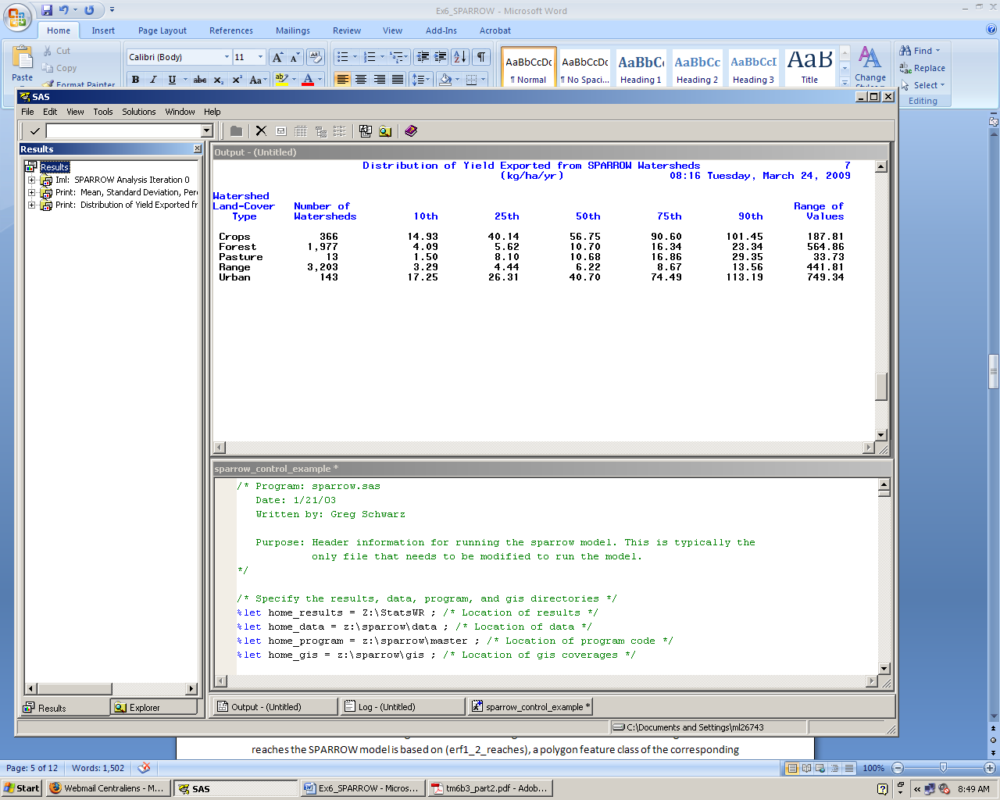 Ex6_SPARROW - Microsoft Word
Home Insert Page Layout References Mailings Review View Add-Ins Acrobat
Paste
Cut
Copy
Format Painter
Calibri (Body) 11
B I U abc x₂ x² Aa
AaBbCcDc AaBbCcDc AaBbCc AaBbCc AaBbCcI AaB
¶ Normal ¶ No Spaci... Heading 1 Heading 2 Heading 3 Title
Change
Find
Replace
Select
Editing
SAS
File Edit View Tools Solutions Window Help
Results
Results
Iml: SPARROW Analysis Iteration 0
Print: Mean, Standard Deviation, Perc
Print: Distribution of Yield Exported fr
Output - (Untitled)
Distribution of Yield Exported from SPARROW Watersheds 7
(kg/ha/yr) 08:16 Tuesday, March 24, 2009
Watershed
Land-Cover Number of Range of
Type Watersheds 10th 25th 50th 75th 90th Values
Crops 366 14.93 40.14 56.75 90.60 101.45 187.81
Forest 1,977 4.09 5.62 10.70 16.34 23.34 564.86
Pasture 13 1.50 8.10 10.68 16.86 29.35 33.73
Range 3,203 3.29 4.44 6.22 8.67 13.56 441.81
Urban 143 17.25 26.31 40.70 74.49 113.19 749.34
sparrow_control_example *
/* Program: sparrow.sas
Date: 1/21/03
Written by: Greg Schwarz
Purpose: Header information for running the sparrow model. This is typically the
only file that needs to be modified to run the model.
*/
/* Specify the results, data, program, and gis directories */
%let home_results = Z:\StatsWR ; /* Location of results */
%let home_data = z:\sparrow\data ; /* Location of data */
%let home_program = z:\sparrow\master ; /* Location of program code */
%let home_gis = z:\sparrow\gis ; /* Location of gis coverages */
Results Explorer
Output - (Untitled) Log - (Untitled) sparrow_control_example *
C:\Documents and Settings\ml26743
reaches the SPARROW model is based on (erf1_2_reaches), a polygon feature class of the corresponding
Page: 5 of 12 Words: 1,502 100%
Start Webmail Centraliens - M... SAS Ex6_SPARROW - Micros... tm6b3_part2.pdf - Adob... 8:49 AM